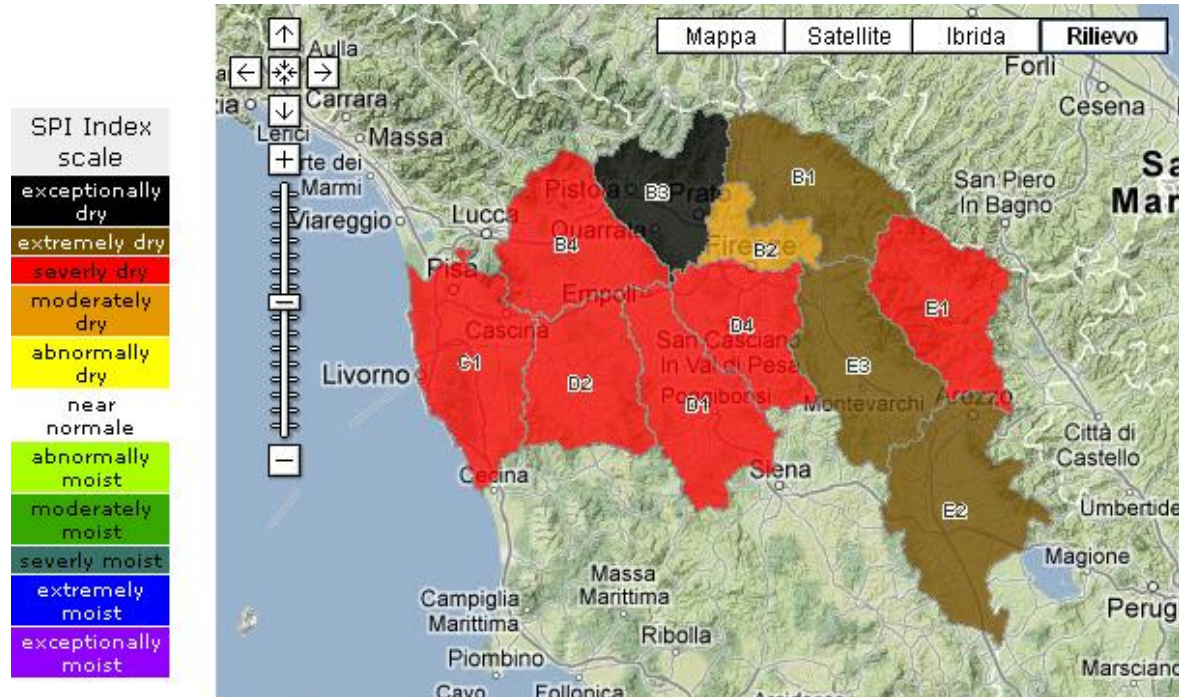 SPI Index
scale
exceptionally
dry
extremely dry
severly dry
moderately
dry
abnormally
dry
near
normale
abnormally
moist
moderately
moist
severly moist
extremely
moist
exceptionally
moist
Mappa
Satellite
Ibrida
Rilievo
Aulla
Forlì
Carrara
Cesena
Lerici
Massa
Marmi
Viareggio
Lucca
Pistoia
B3
Prato
B1
San Piero
In Bagno
Quarrata
B4
Firenze
B2
Pisa
Empoli
Cascina
E1
San Casciano
In Val di Pesa
D4
Livorno
D2
D1
Poggibonsi
E3
Montevarchi
Arezzo
Città di
Castello
Cecina
Siena
E2
Umbertide
Magione
Massa
Marittima
Campiglia
Marittima
Ribolla
Piombino
Marsciano
Follonica